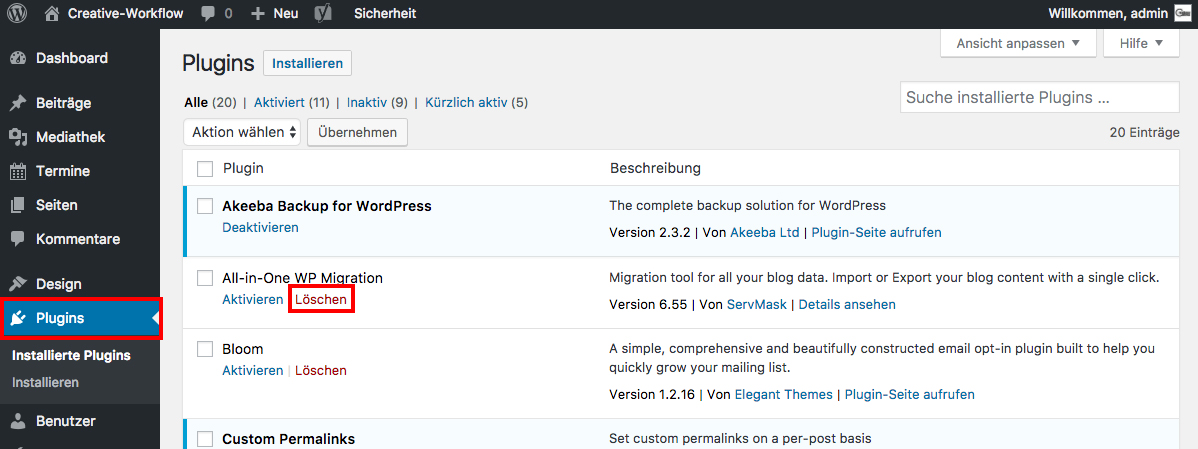 Creative-Workflow 0 Neu Sicherheit Willkommen, admin
Dashboard
Beiträge
Mediathek
Termine
Seiten
Kommentare
Design
Plugins
Installierte Plugins
Installieren
Benutzer
Ansicht anpassen Hilfe
Plugins Installieren
Alle (20) | Aktiviert (11) | Inaktiv (9) | Kürzlich aktiv (5)
Suche installierte Plugins ...
Aktion wählen Übernehmen
20 Einträge
Plugin Beschreibung
Akeeba Backup for WordPress
Deaktivieren
The complete backup solution for WordPress
Version 2.3.2 | Von Akeeba Ltd | Plugin-Seite aufrufen
All-in-One WP Migration
Aktivieren Löschen
Migration tool for all your blog data. Import or Export your blog content with a single click.
Version 6.55 | Von ServMask | Details ansehen
Bloom
Aktivieren | Löschen
A simple, comprehensive and beautifully constructed email opt-in plugin built to help you
quickly grow your mailing list.
Version 1.2.16 | Von Elegant Themes | Plugin-Seite aufrufen
Custom Permalinks
Set custom permalinks on a per-post basis